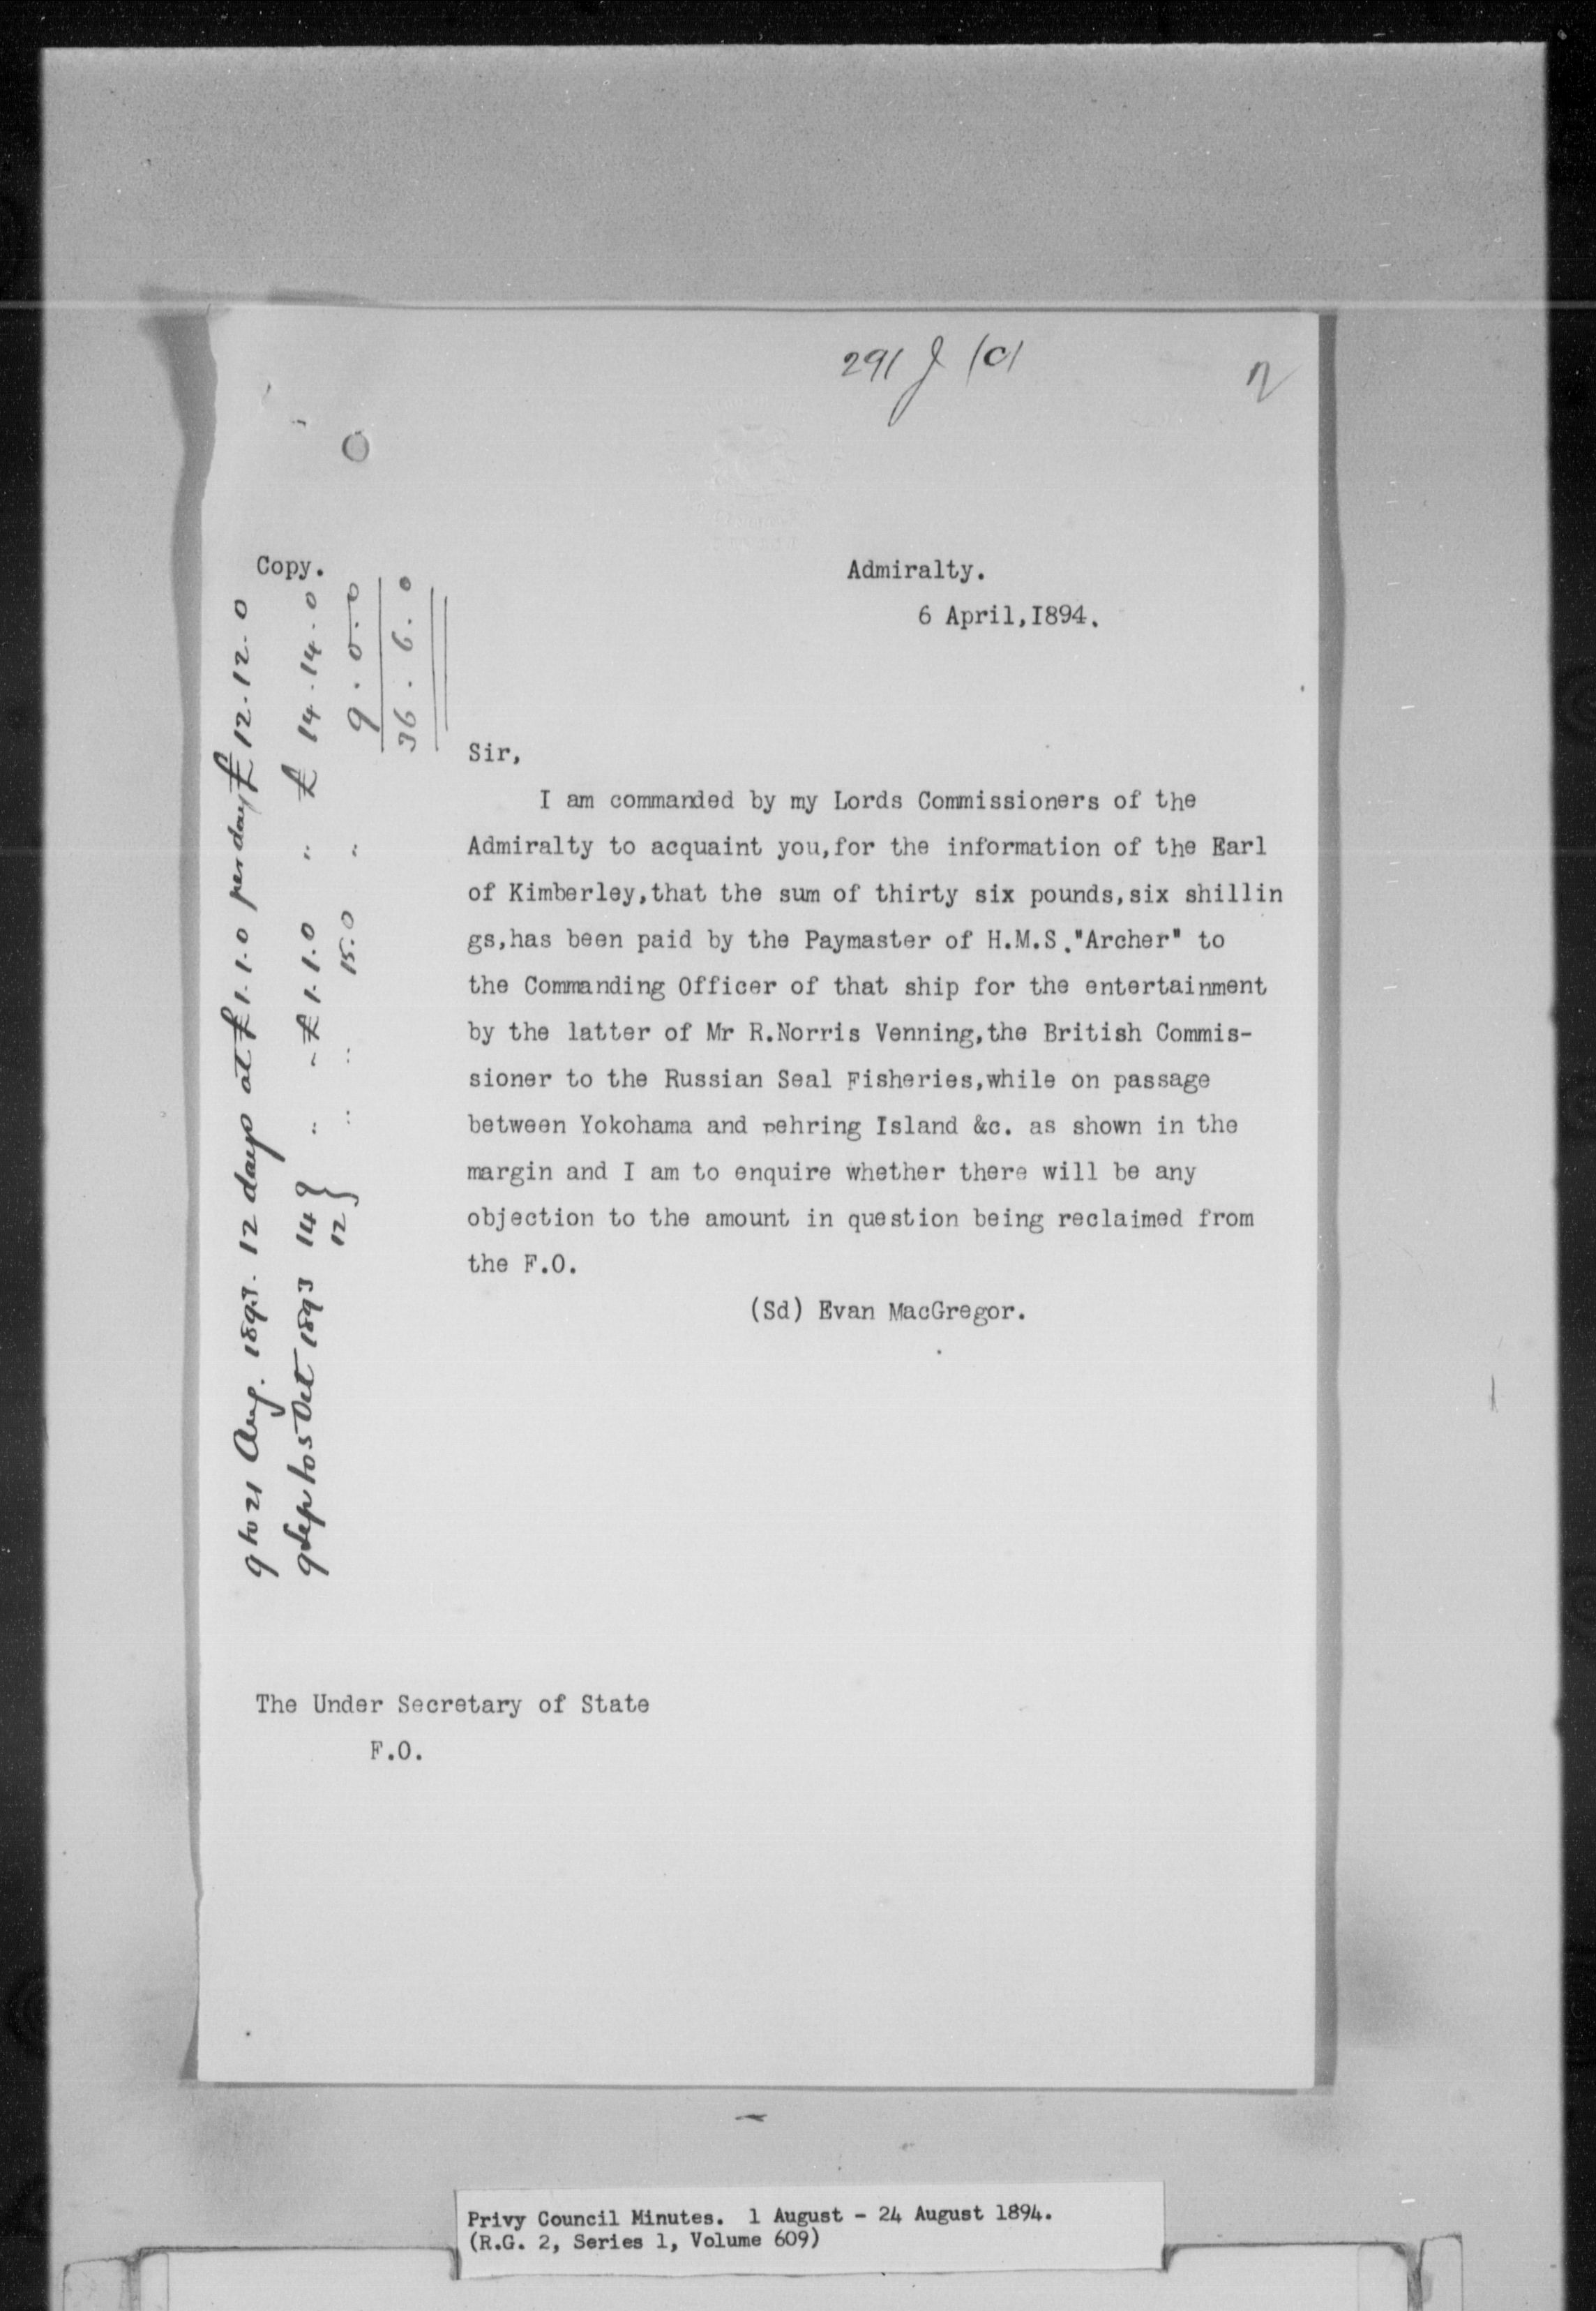 291 J (c)
2
Copy.
Admiralty.
6 April,I894.
9 to 21 Aug. 1893. 12 days at £1.1.0 per day £12.12.0
9 Sep to 5 Oct 1893 14 } " " £1.1.0 " £14.14.0
12 } " " 15.0 " 9.0.0
36.6.0
Sir,
I am commanded by my Lords Commissioners of the
Admiralty to acquaint you,for the information of the Earl
of Kimberley,that the sum of thirty six pounds,six shillin
gs,has been paid by the Paymaster of H.M.S."Archer" to
the Commanding Officer of that ship for the entertainment
by the latter of Mr R.Norris Venning,the British Commis-
sioner to the Russian Seal Fisheries,while on passage
between Yokohama and Behring Island &c. as shown in the
margin and I am to enquire whether there will be any
objection to the amount in question being reclaimed from
the F.O.
(Sd) Evan MacGregor.
The Under Secretary of State
F.O.
Privy Council Minutes. 1 August - 24 August 1894.
(R.G. 2, Series 1, Volume 609)